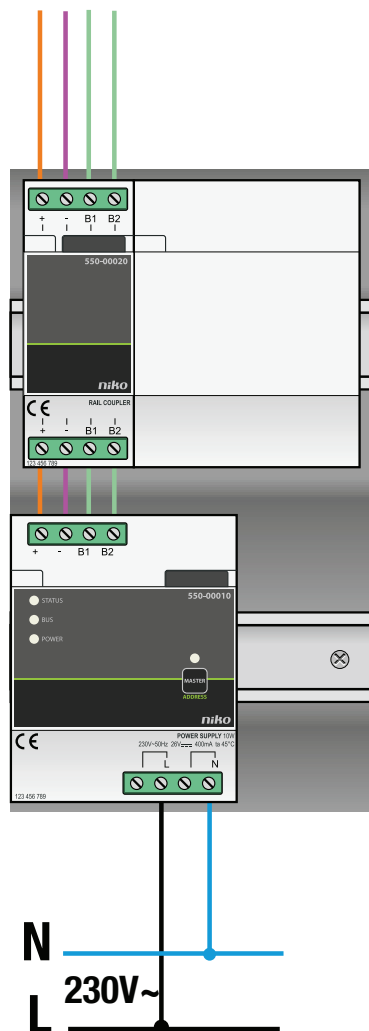 + - B1 B2
550-00020
niko
CE RAIL COUPLER
+ - B1 B2
123 456 789
+ - B1 B2
550-00010
STATUS
BUS
POWER
MASTER
ADDRESS
niko
CE POWER SUPPLY 10W
230V~50Hz 26V⎓ 400mA ta 45°C
L N
123 456 789
N
230V~
L